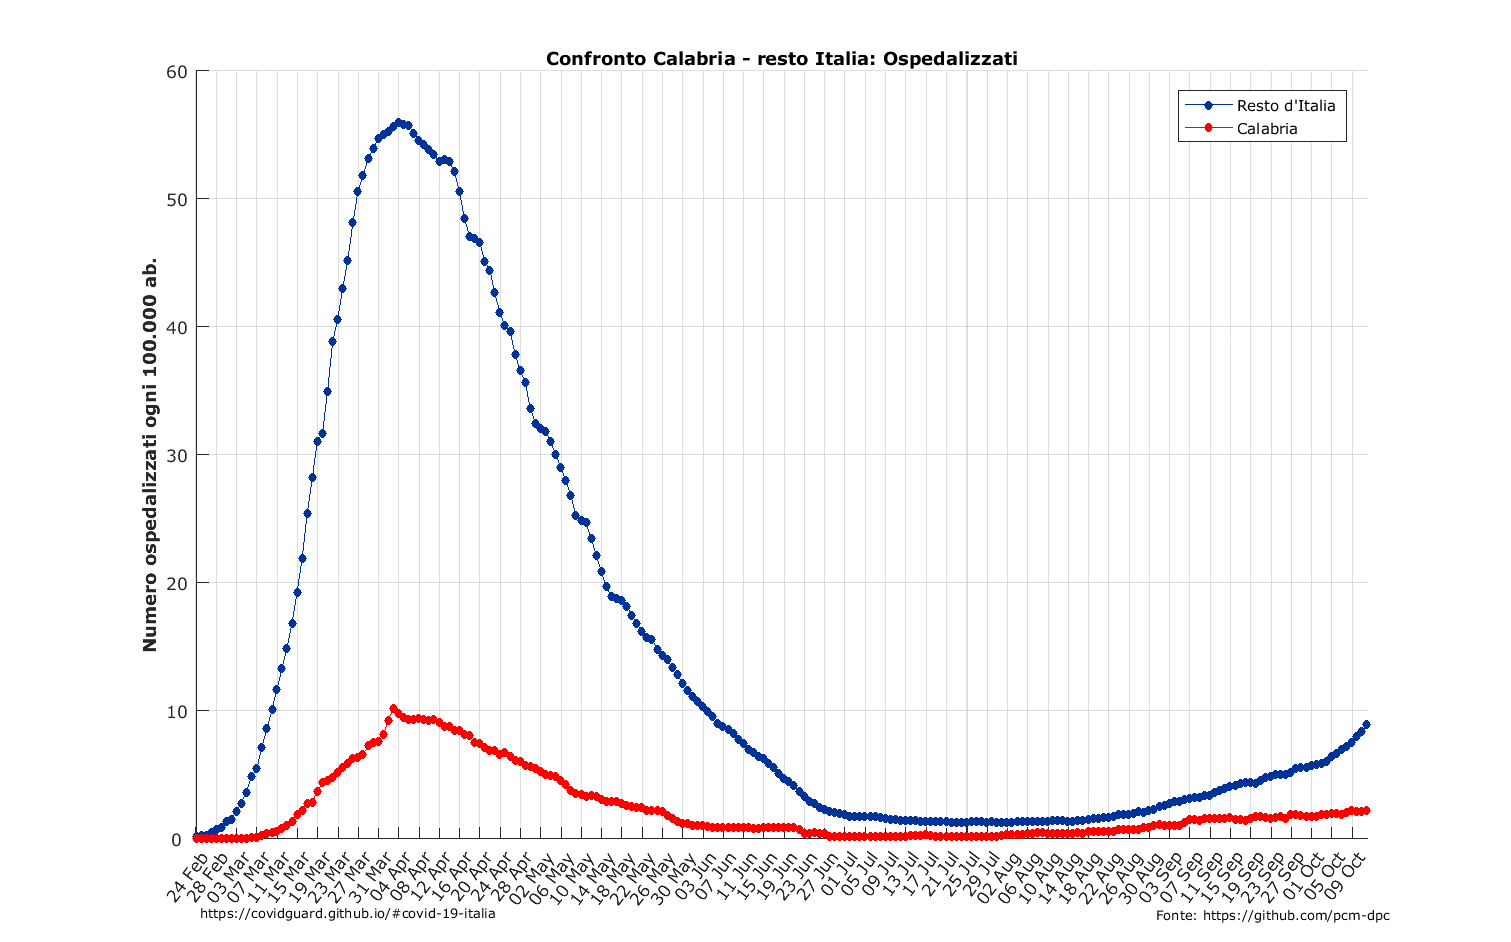 Confronto Calabria - resto Italia: Ospedalizzati
Resto d'Italia
Calabria
Numero ospedalizzati ogni 100.000 ab.
60
50
40
30
20
10
0
24 Feb
28 Feb
03 Mar
07 Mar
11 Mar
15 Mar
19 Mar
23 Mar
27 Mar
31 Mar
04 Apr
08 Apr
12 Apr
16 Apr
20 Apr
24 Apr
28 Apr
02 May
06 May
10 May
14 May
18 May
22 May
26 May
30 May
03 Jun
07 Jun
11 Jun
15 Jun
19 Jun
23 Jun
27 Jun
01 Jul
05 Jul
09 Jul
13 Jul
17 Jul
21 Jul
25 Jul
29 Jul
02 Aug
06 Aug
10 Aug
14 Aug
18 Aug
22 Aug
26 Aug
30 Aug
03 Sep
07 Sep
11 Sep
15 Sep
19 Sep
23 Sep
27 Sep
01 Oct
05 Oct
09 Oct
https://covidguard.github.io/#covid-19-italia
Fonte: https://github.com/pcm-dpc